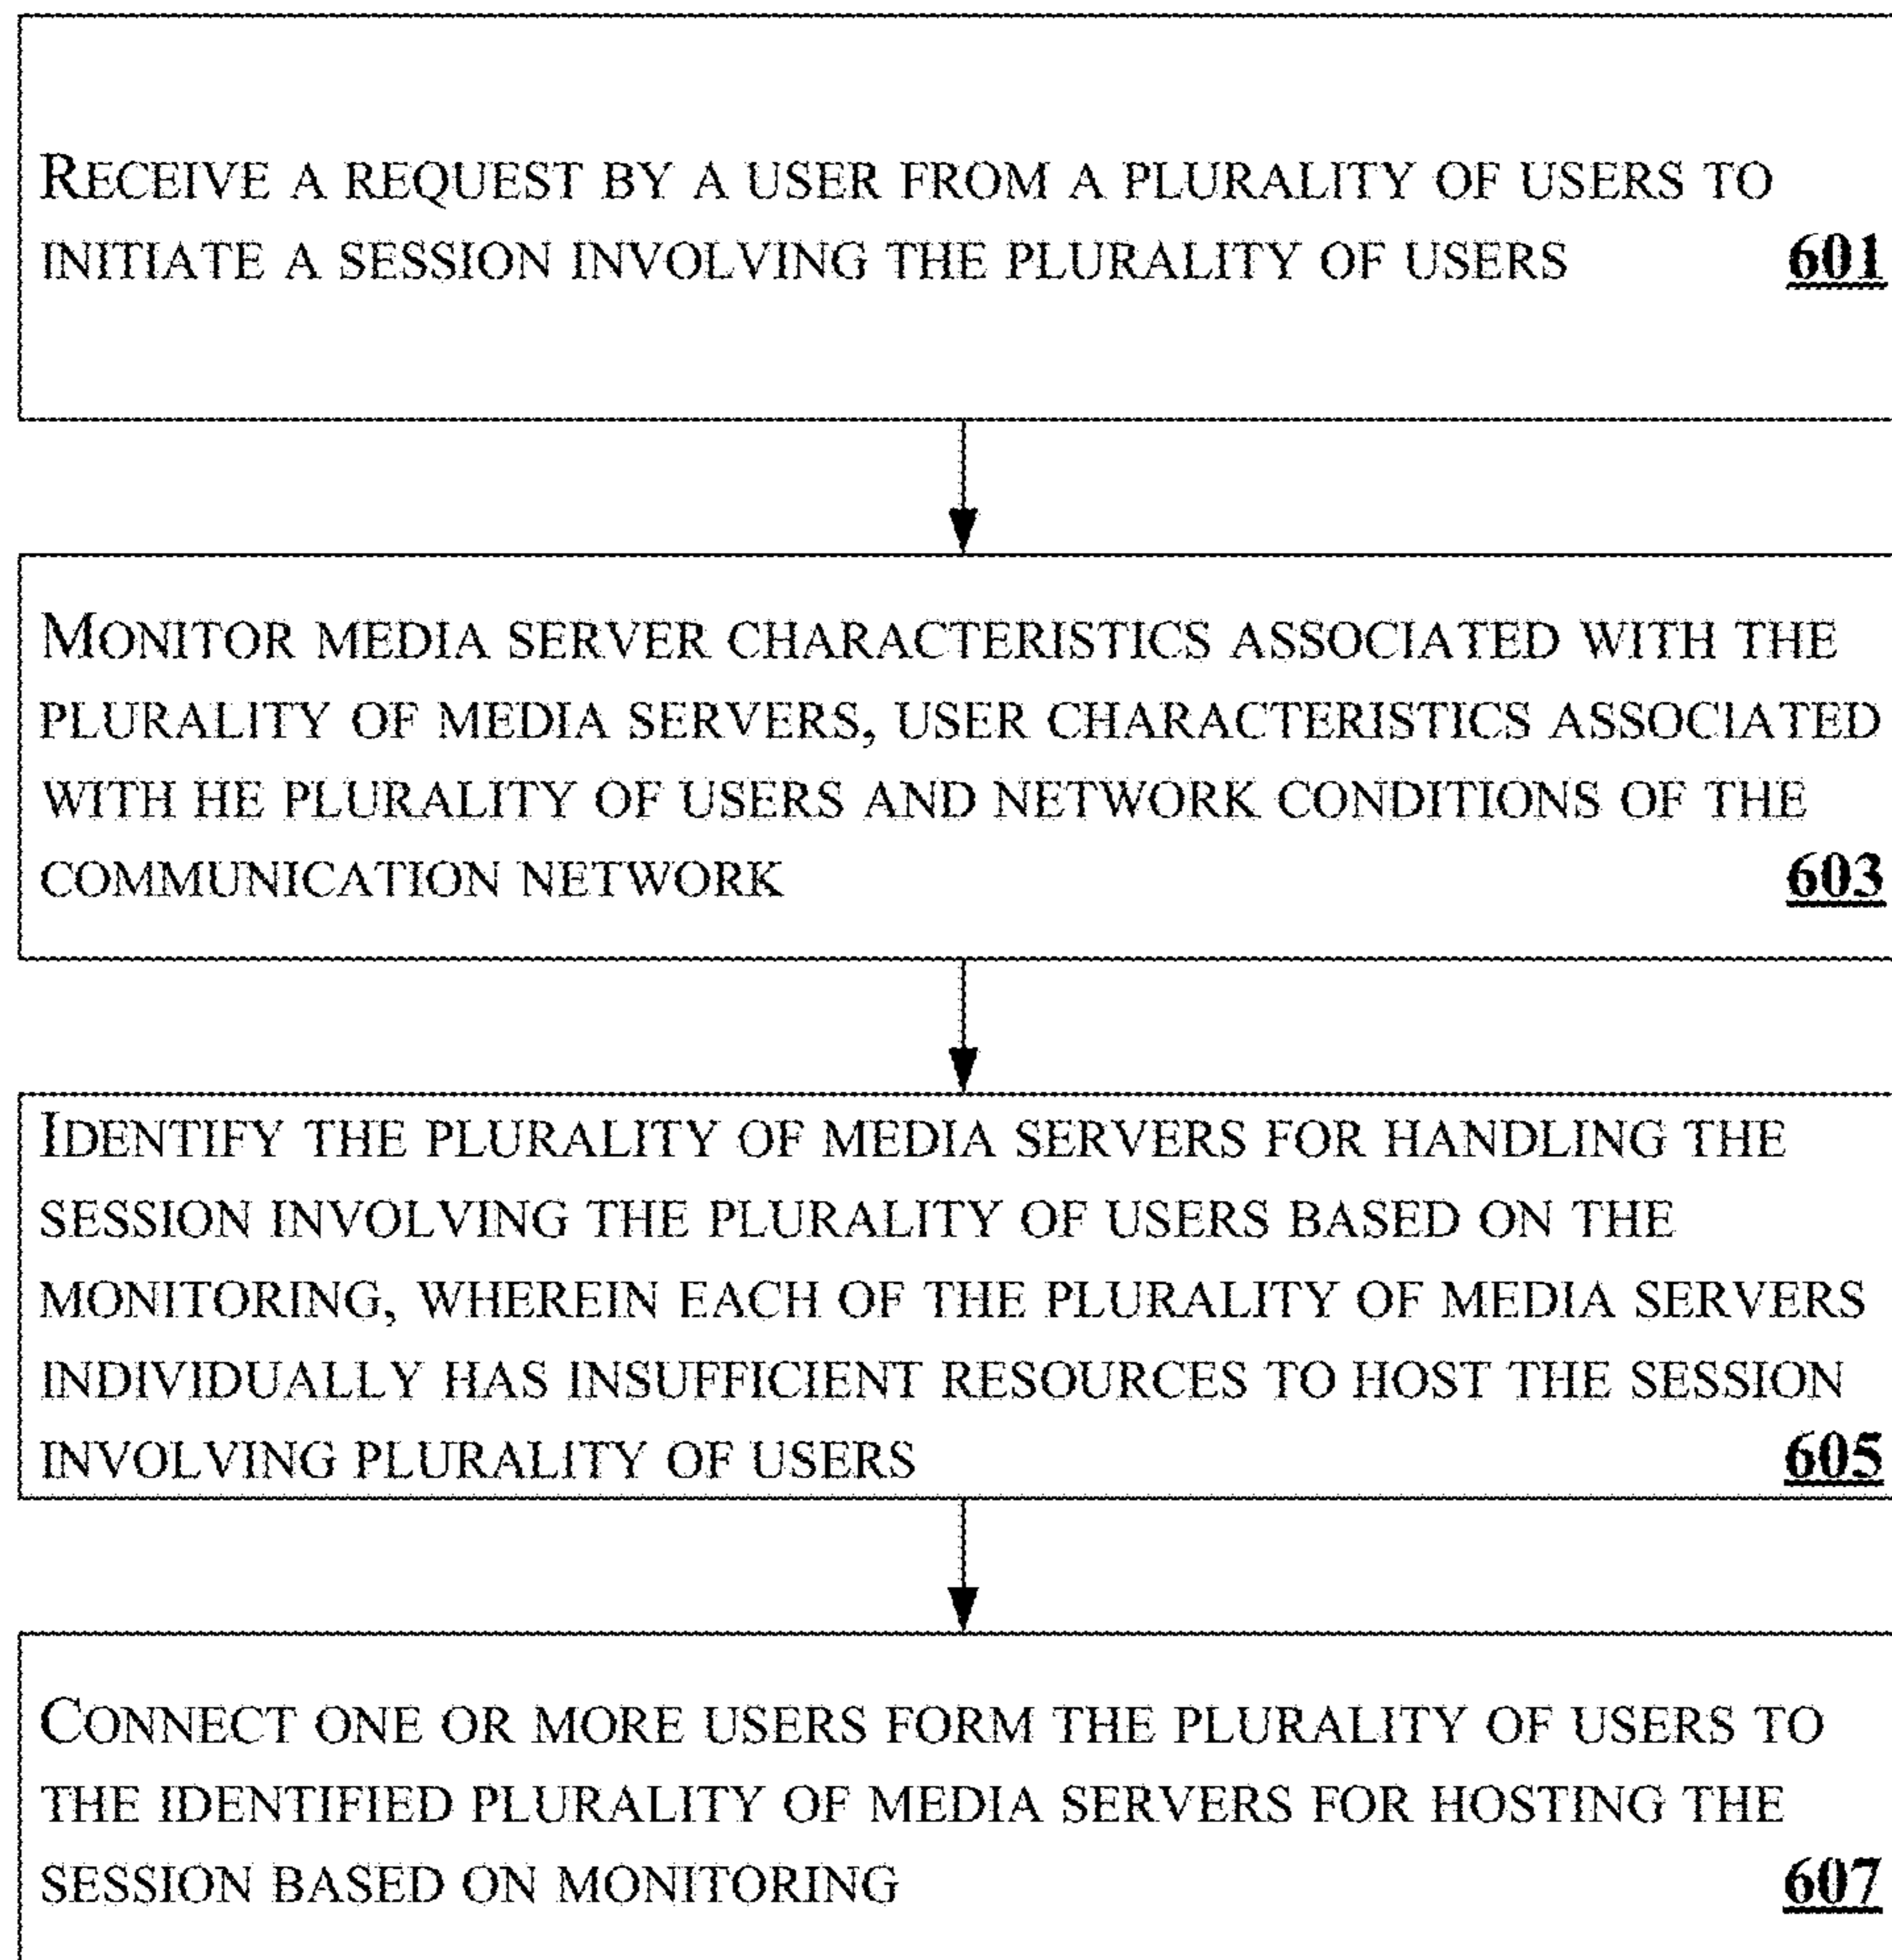 RECEIVE A REQUEST BY A USER FROM A PLURALITY OF USERS TO
INITIATE A SESSION INVOLVING THE PLURALITY OF USERS 601
MONITOR MEDIA SERVER CHARACTERISTICS ASSOCIATED WITH THE
PLURALITY OF MEDIA SERVERS, USER CHARACTERISTICS ASSOCIATED
WITH HE PLURALITY OF USERS AND NETWORK CONDITIONS OF THE
COMMUNICATION NETWORK 603
IDENTIFY THE PLURALITY OF MEDIA SERVERS FOR HANDLING THE
SESSION INVOLVING THE PLURALITY OF USERS BASED ON THE
MONITORING, WHEREIN EACH OF THE PLURALITY OF MEDIA SERVERS
INDIVIDUALLY HAS INSUFFICIENT RESOURCES TO HOST THE SESSION
INVOLVING PLURALITY OF USERS 605
CONNECT ONE OR MORE USERS FORM THE PLURALITY OF USERS TO
THE IDENTIFIED PLURALITY OF MEDIA SERVERS FOR HOSTING THE
SESSION BASED ON MONITORING 607